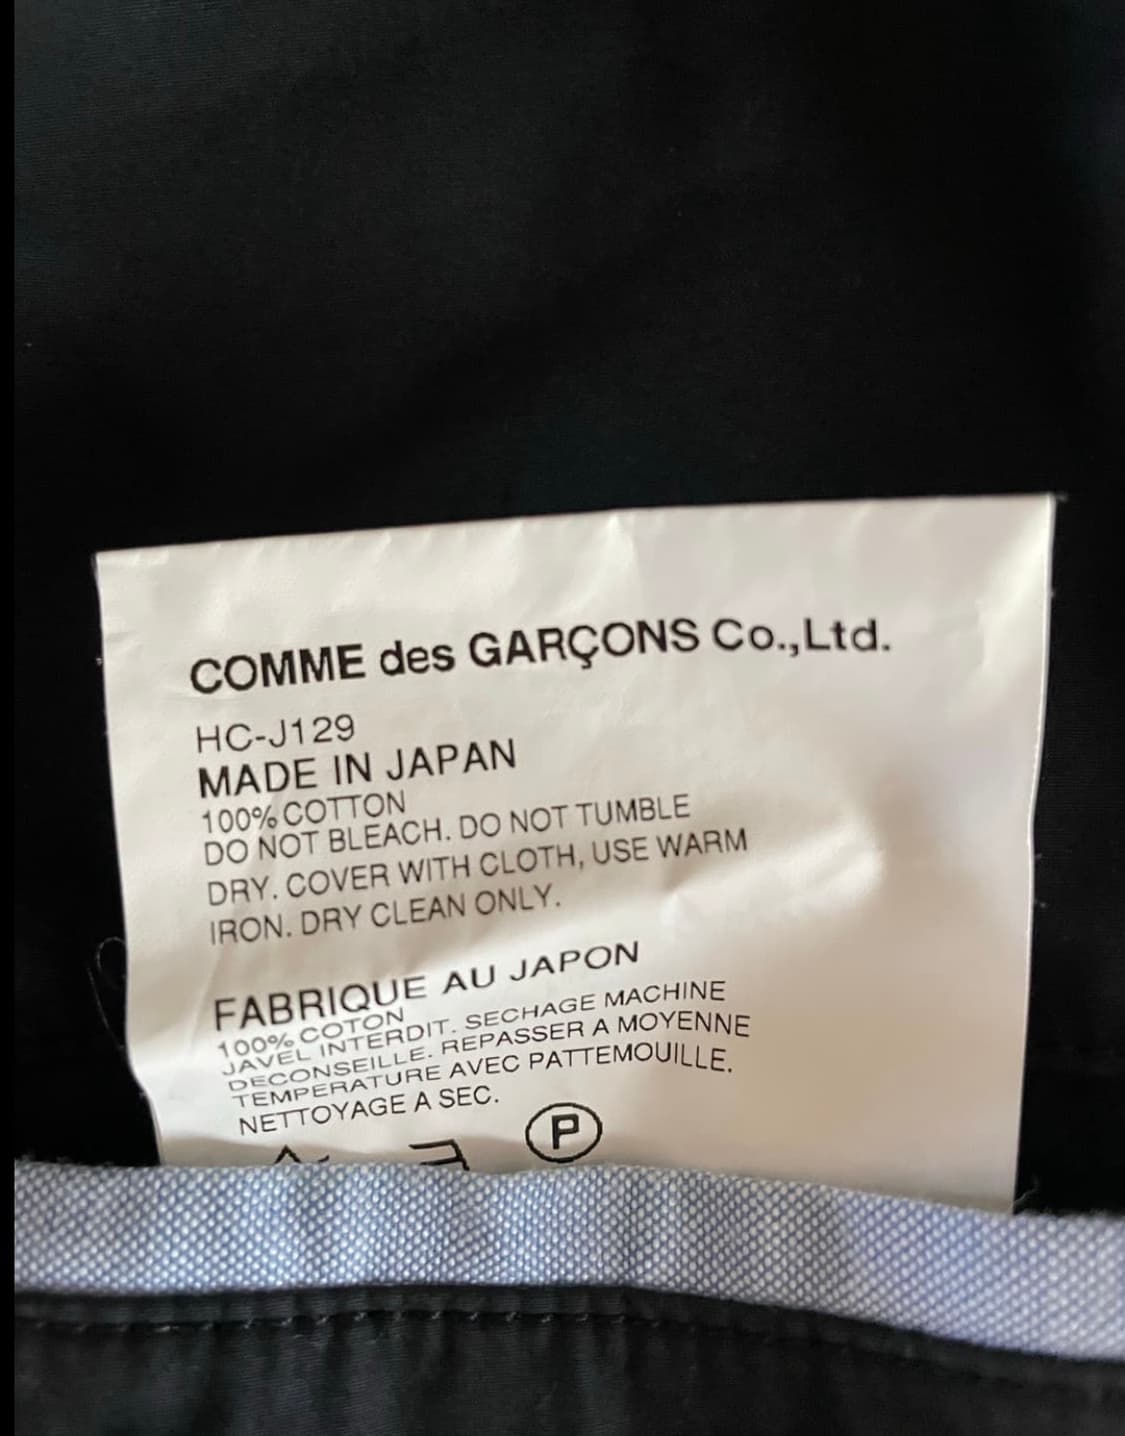 COMME des GARÇONS Co.,Ltd.
HC-J129
MADE IN JAPAN
100% COTTON
DO NOT BLEACH. DO NOT TUMBLE
DRY. COVER WITH CLOTH, USE WARM
IRON. DRY CLEAN ONLY.
FABRIQUE AU JAPON
100% COTON
JAVEL INTERDIT. SECHAGE MACHINE
DECONSEILLE. REPASSER A MOYENNE
TEMPERATURE AVEC PATTEMOUILLE.
NETTOYAGE A SEC.
P